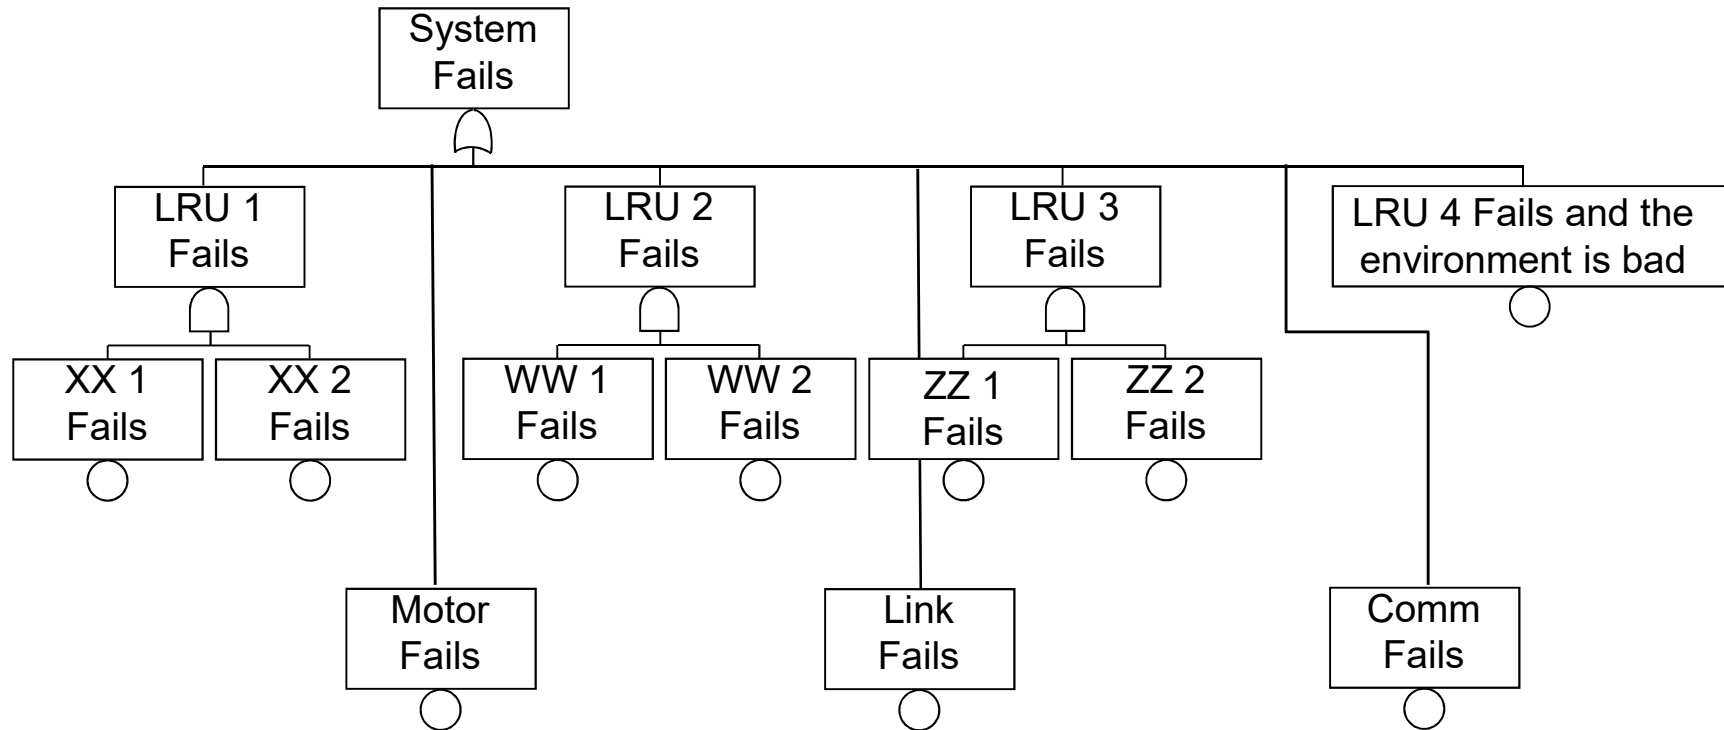 System
Fails
LRU 1
Fails
LRU 2
Fails
LRU 3
Fails
LRU 4 Fails and the
environment is bad
XX 1
Fails
XX 2
Fails
WW 1
Fails
WW 2
Fails
ZZ 1
Fails
ZZ 2
Fails
Motor
Fails
Link
Fails
Comm
Fails